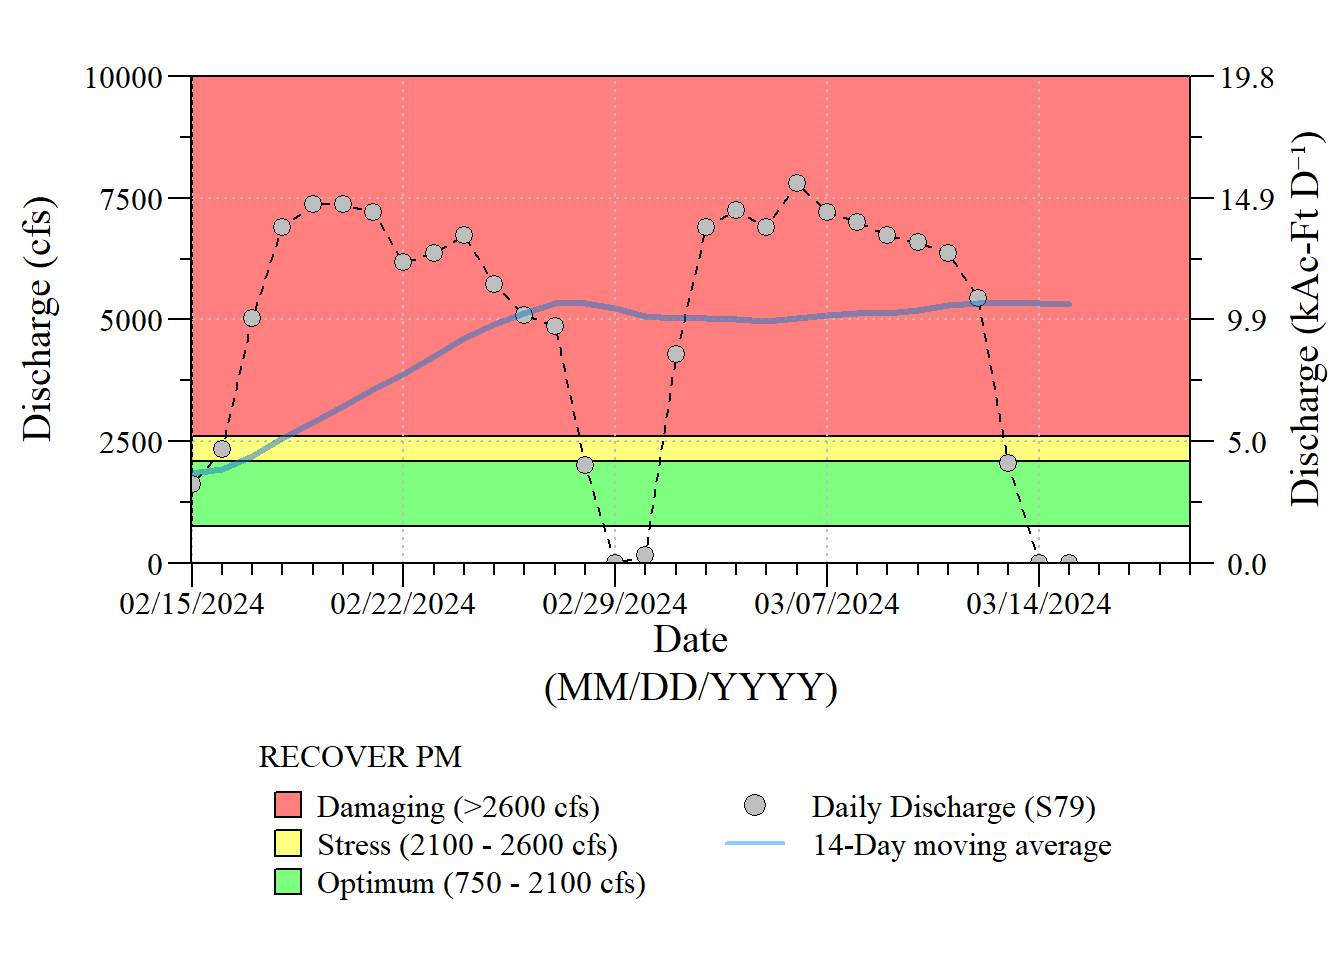 10000
7500
5000
2500
0
Discharge (cfs)
19.8
14.9
9.9
5.0
0.0
Discharge (kAc-Ft D⁻¹)
02/15/2024 02/22/2024 02/29/2024 03/07/2024 03/14/2024
Date
(MM/DD/YYYY)
RECOVER PM
Damaging (>2600 cfs)
Stress (2100 - 2600 cfs)
Optimum (750 - 2100 cfs)
Daily Discharge (S79)
14-Day moving average